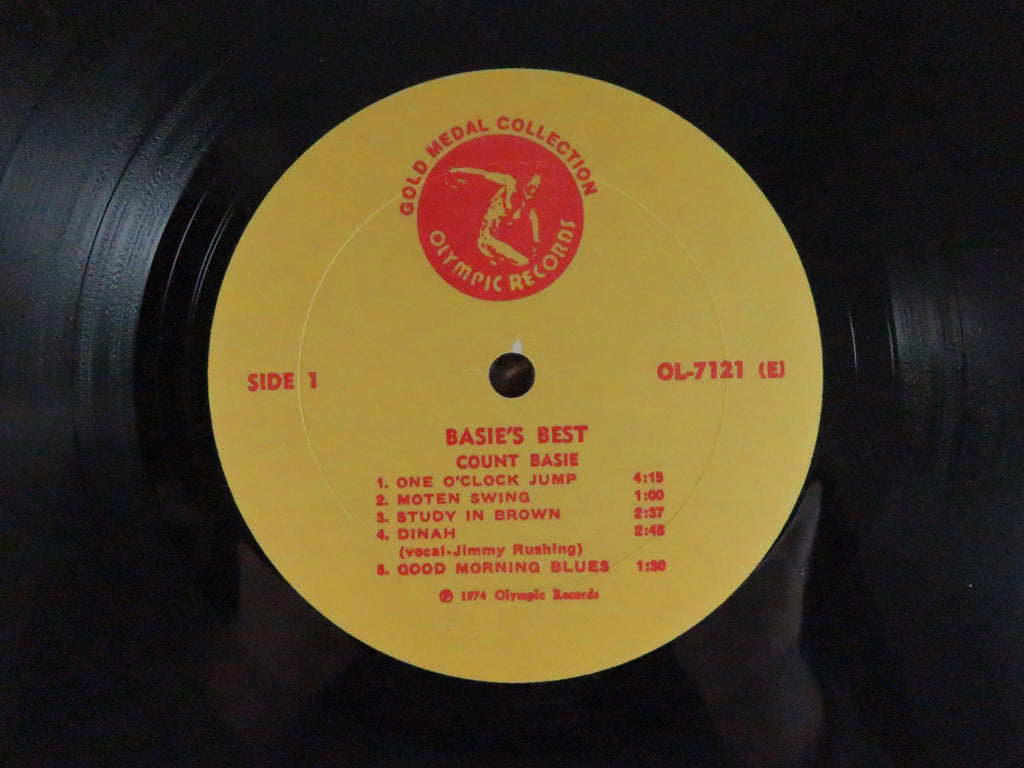 GOLD MEDAL COLLECTION
OLYMPIC RECORDS
SIDE 1
OL-7121 (E)
BASIE'S BEST
COUNT BASIE
1. ONE O'CLOCK JUMP 4:15
2. MOTEN SWING 1:00
3. STUDY IN BROWN 2:37
4. DINAH 2:45
(vocal-Jimmy Rushing)
5. GOOD MORNING BLUES 1:30
℗ 1974 Olympic Records